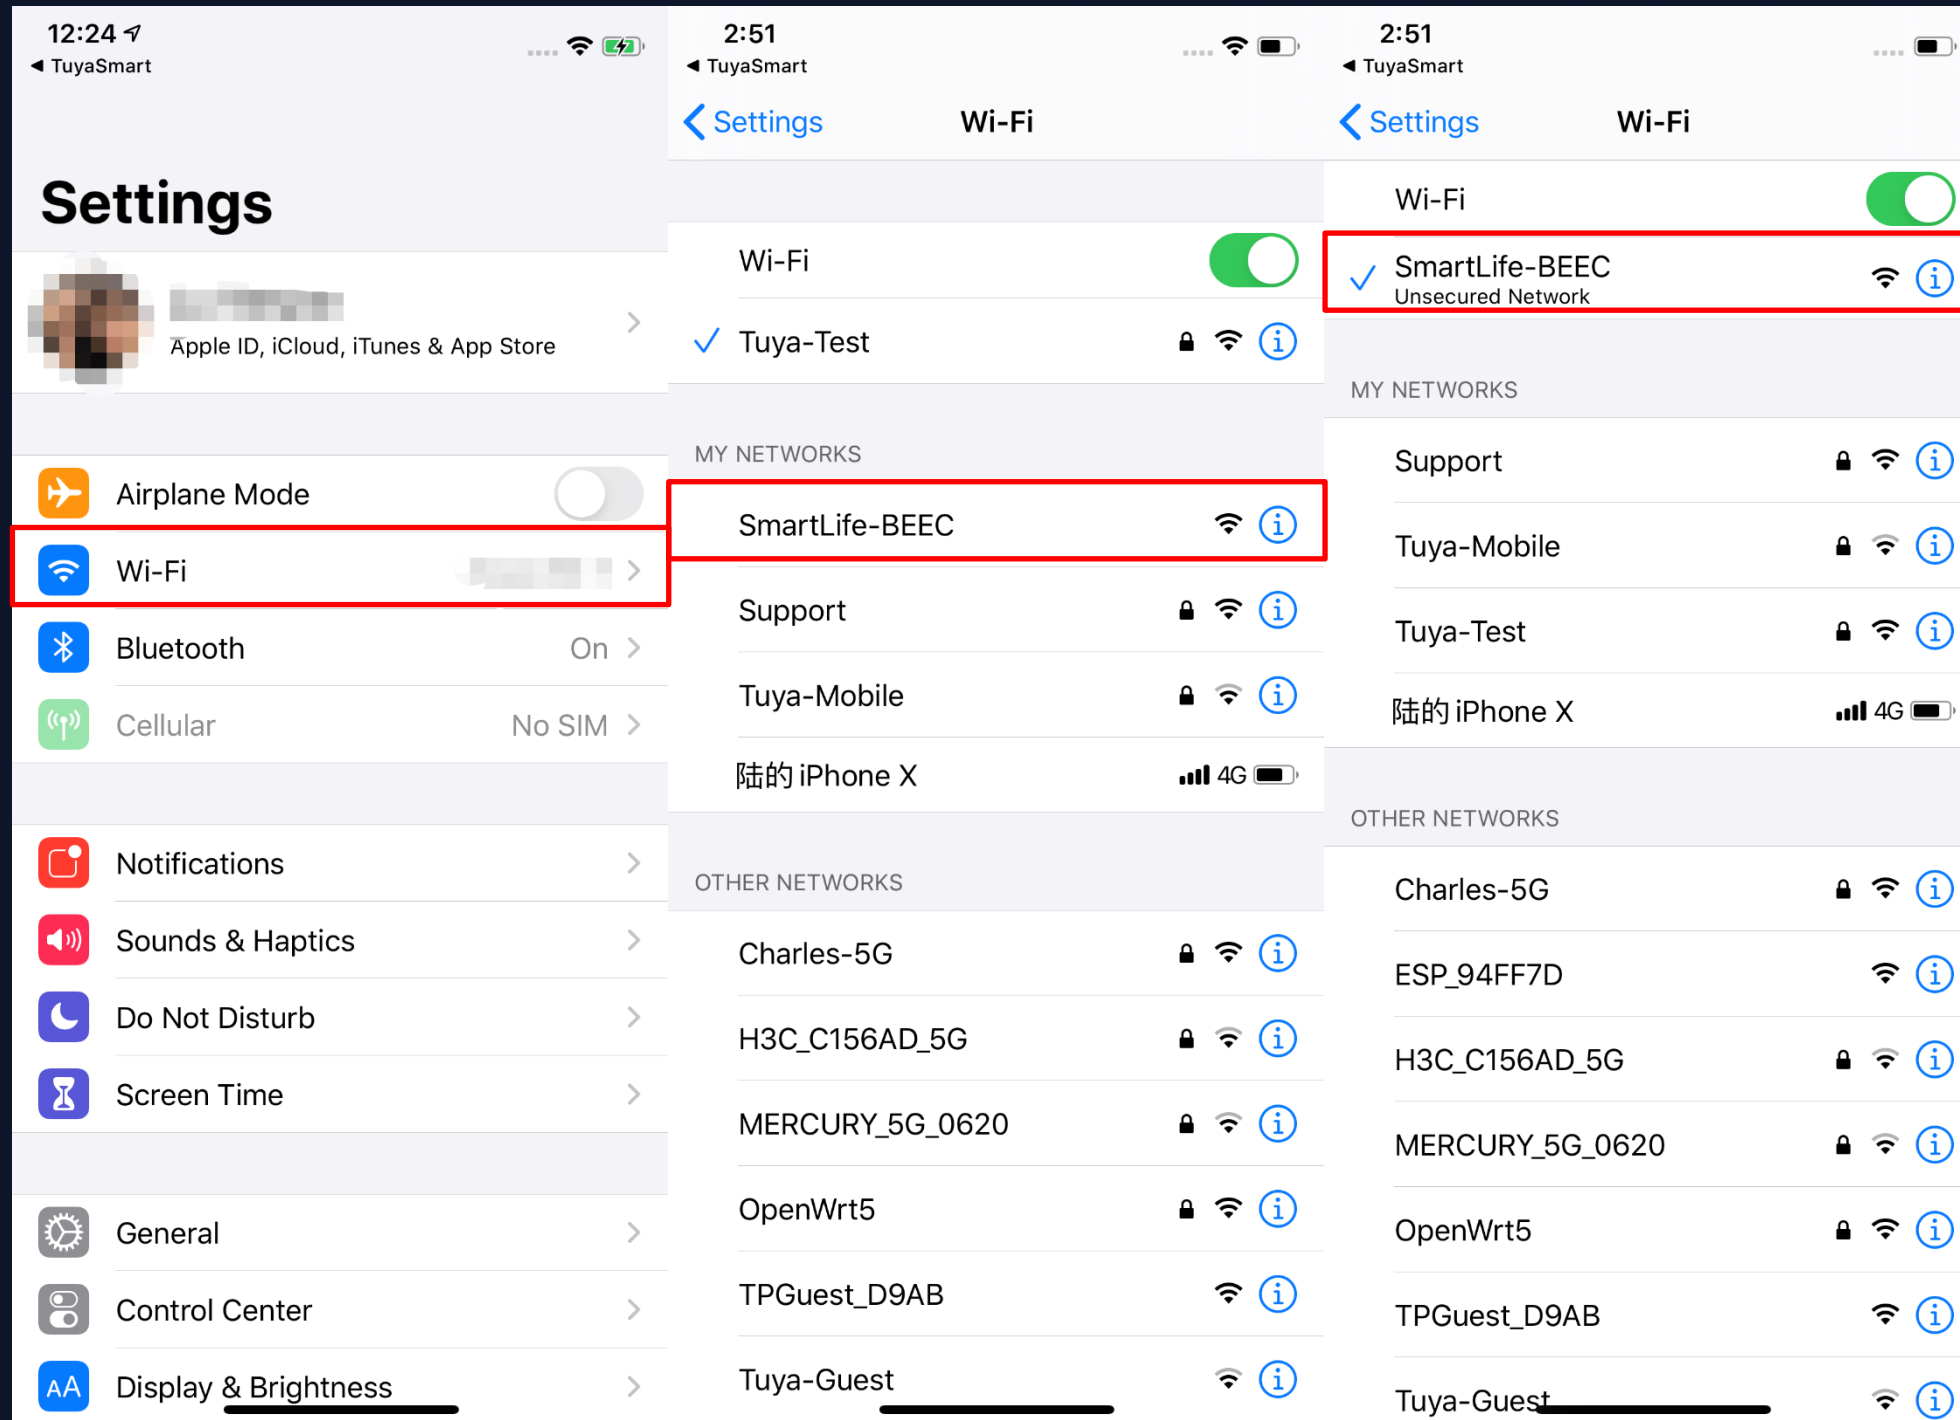 12:24
◀ TuyaSmart
Settings
Apple ID, iCloud, iTunes & App Store
Airplane Mode
Wi-Fi
Bluetooth On
Cellular No SIM
Notifications
Sounds & Haptics
Do Not Disturb
Screen Time
General
Control Center
AA Display & Brightness
2:51
◀ TuyaSmart
Settings Wi-Fi
Wi-Fi
Tuya-Test
MY NETWORKS
SmartLife-BEEC
Support
Tuya-Mobile
陆的 iPhone X 4G
OTHER NETWORKS
Charles-5G
H3C_C156AD_5G
MERCURY_5G_0620
OpenWrt5
TPGuest_D9AB
Tuya-Guest
2:51
◀ TuyaSmart
Settings Wi-Fi
Wi-Fi
SmartLife-BEEC
Unsecured Network
MY NETWORKS
Support
Tuya-Mobile
Tuya-Test
陆的 iPhone X 4G
OTHER NETWORKS
Charles-5G
ESP_94FF7D
H3C_C156AD_5G
MERCURY_5G_0620
OpenWrt5
TPGuest_D9AB
Tuya-Guest